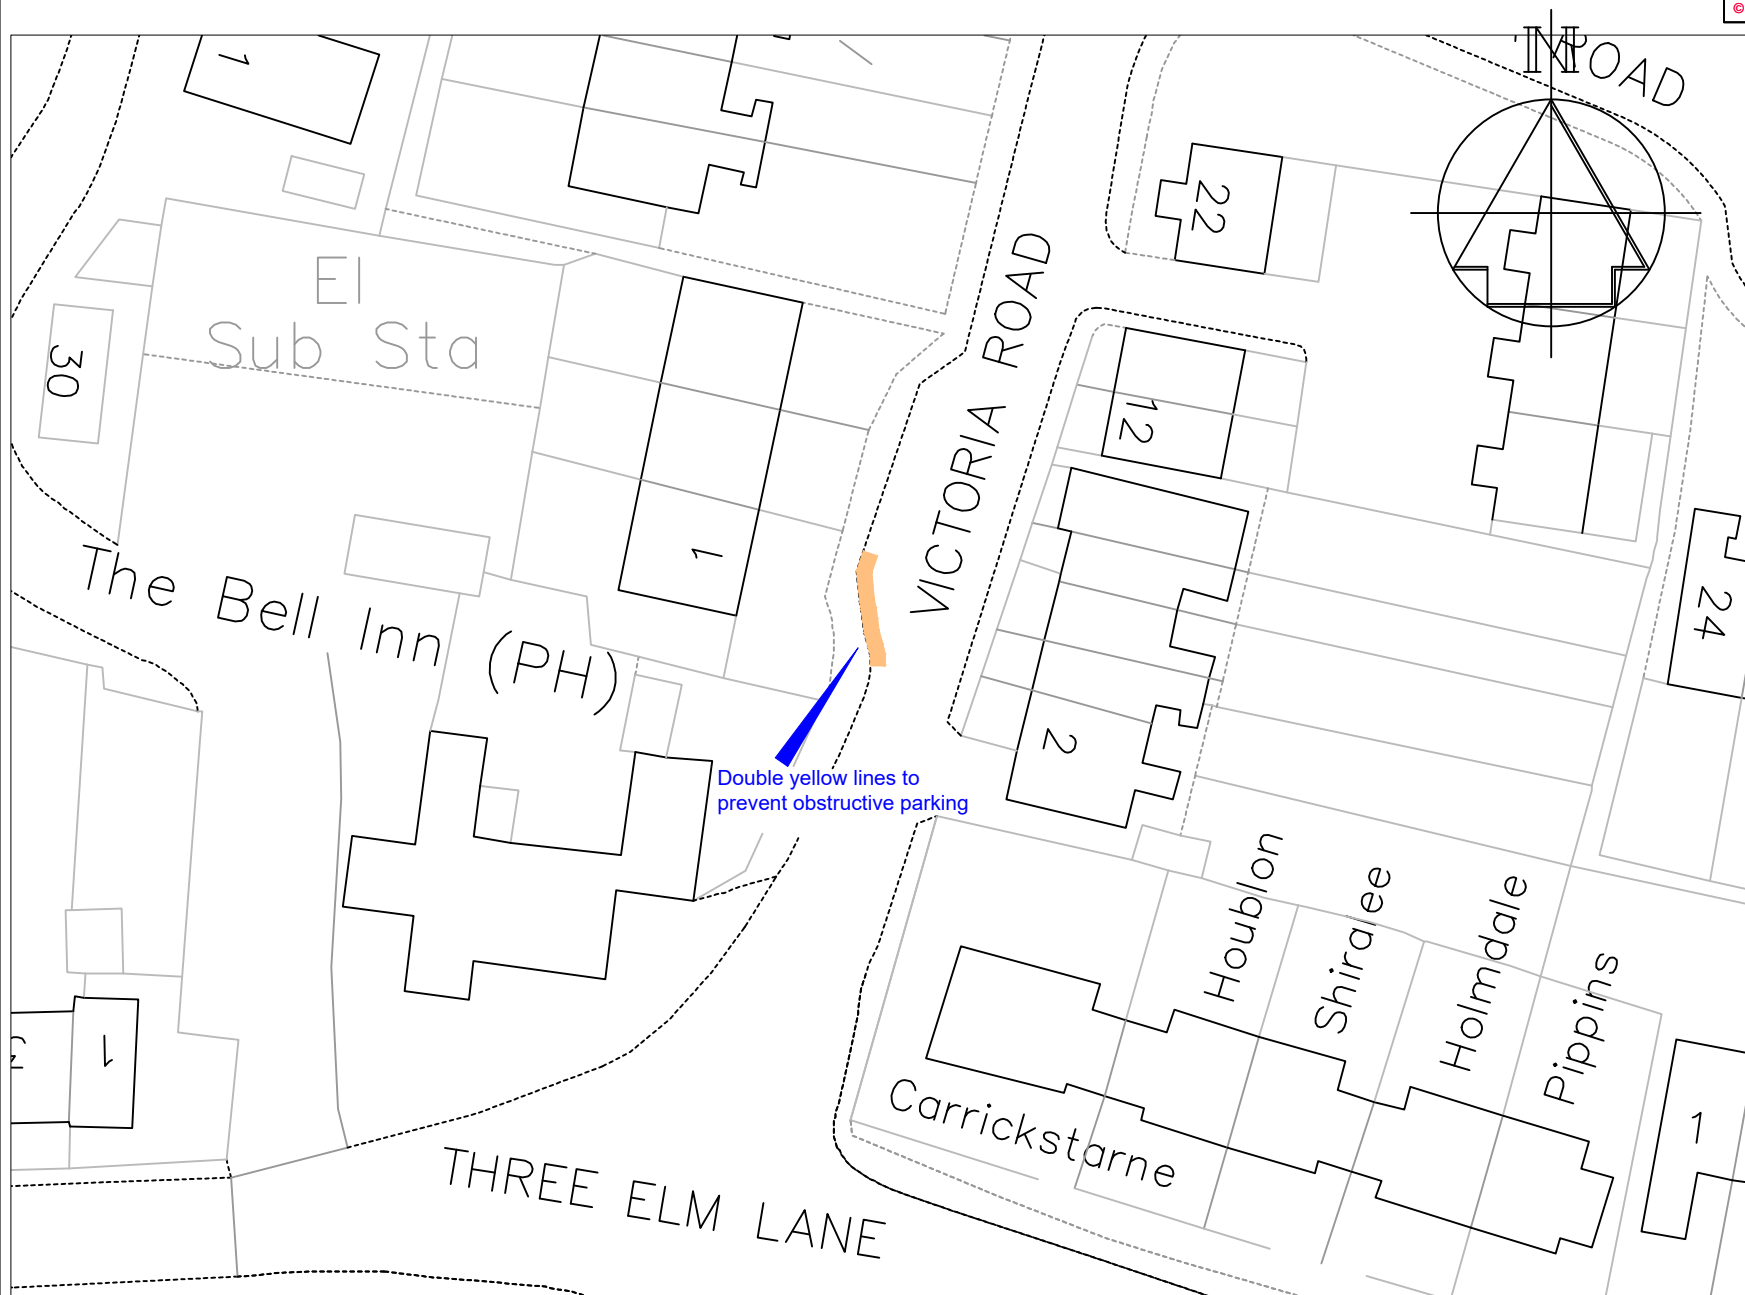 ©
N
ROAD
1
22
El
Sub Sta
30
VICTORIA ROAD
12
1
The Bell Inn (PH)
24
2
Double yellow lines to
prevent obstructive parking
Houblon
Shiralee
Holmdale
Pippins
1
3
Carrickstarne
1
THREE ELM LANE